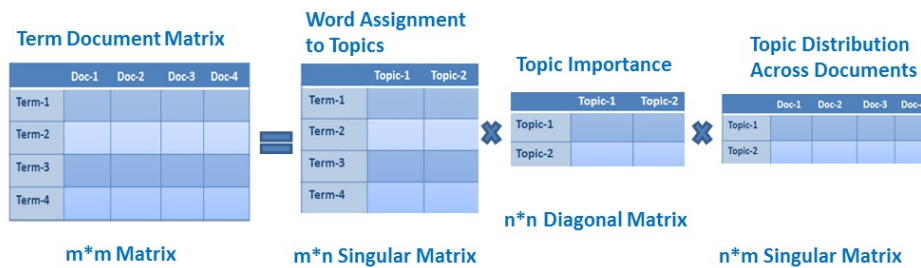 Term Document Matrix
Doc-1 Doc-2 Doc-3 Doc-4
Term-1
Term-2
Term-3
Term-4
m*m Matrix
Word Assignment
to Topics
Topic-1 Topic-2
Term-1
Term-2
Term-3
Term-4
m*n Singular Matrix
Topic Importance
Topic-1 Topic-2
Topic-1
Topic-2
n*n Diagonal Matrix
Topic Distribution
Across Documents
Doc-1 Doc-2 Doc-3 Doc-
Topic-1
Topic-2
n*m Singular Matrix